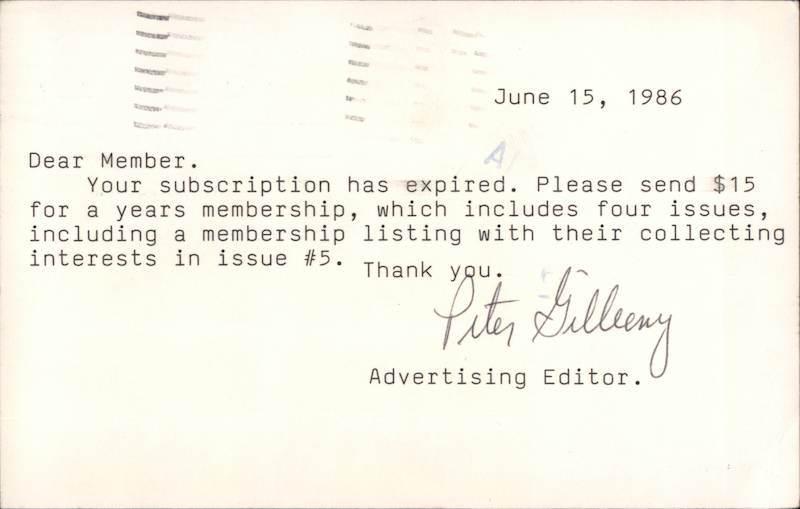 June 15, 1986
A
Dear Member.
Your subscription has expired. Please send $15
for a years membership, which includes four issues,
including a membership listing with their collecting
interests in issue #5. Thank you.
Peter Gilleeny
Advertising Editor.